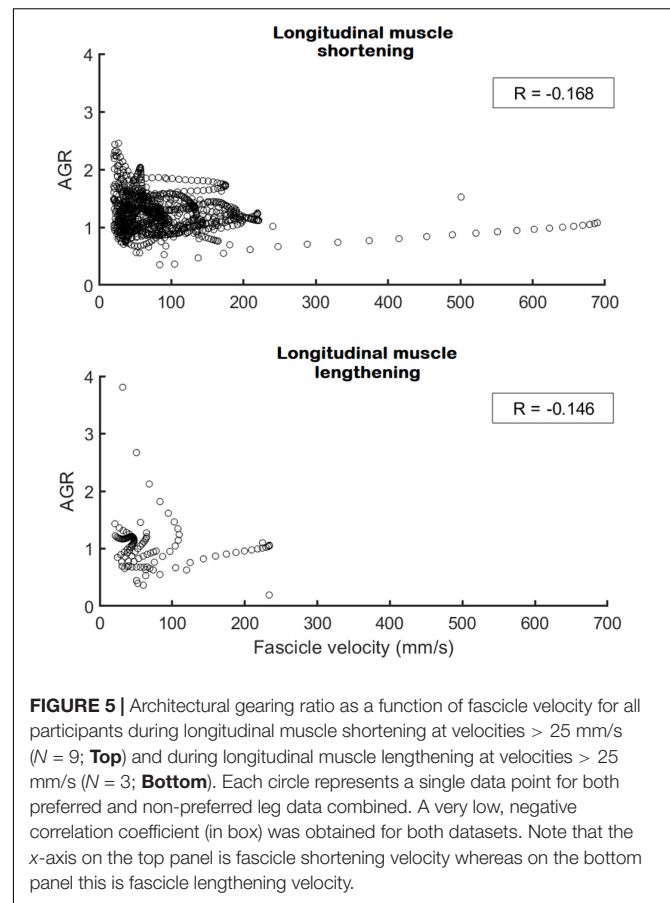 Longitudinal muscle
shortening
R = -0.168
AGR
4
3
2
1
0
0 100 200 300 400 500 600 700
Longitudinal muscle
lengthening
R = -0.146
AGR
4
3
2
1
0
0 100 200 300 400 500 600 700
Fascicle velocity (mm/s)
FIGURE 5 | Architectural gearing ratio as a function of fascicle velocity for all
participants during longitudinal muscle shortening at velocities > 25 mm/s
(N = 9; Top) and during longitudinal muscle lengthening at velocities > 25
mm/s (N = 3; Bottom). Each circle represents a single data point for both
preferred and non-preferred leg data combined. A very low, negative
correlation coefficient (in box) was obtained for both datasets. Note that the
x-axis on the top panel is fascicle shortening velocity whereas on the bottom
panel this is fascicle lengthening velocity.